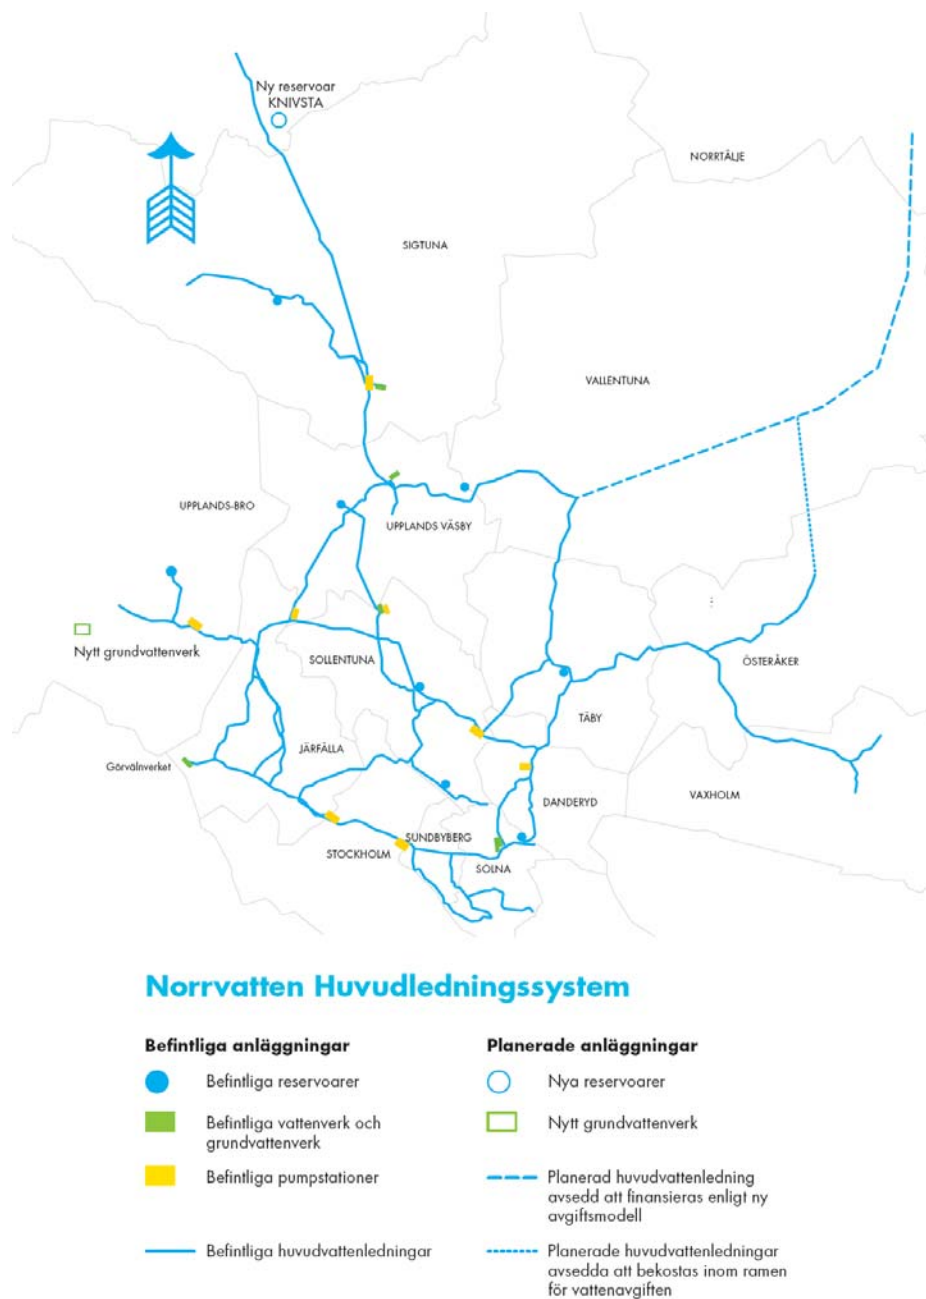 Ny reservoar
KNIVSTA
NORRTÄLJE
SIGTUNA
VALLENTUNA
UPPLANDS-BRO
UPPLANDS VÄSBY
Nytt grundvattenverk
SOLLENTUNA
ÖSTERÅKER
TÄBY
JÄRFÄLLA
Görvälnverket
DANDERYD
VAXHOLM
SUNDBYBERG
STOCKHOLM
SOLNA
Norrvatten Huvudledningssystem
Befintliga anläggningar
Befintliga reservoarer
Befintliga vattenverk och
grundvattenverk
Befintliga pumpstationer
Befintliga huvudvattenledningar
Planerade anläggningar
Nya reservoarer
Nytt grundvattenverk
Planerad huvudvattenledning
avsedd att finansieras enligt ny
avgiftsmodell
Planerade huvudvattenledningar
avsedda att bekostas inom ramen
för vattenavgiften